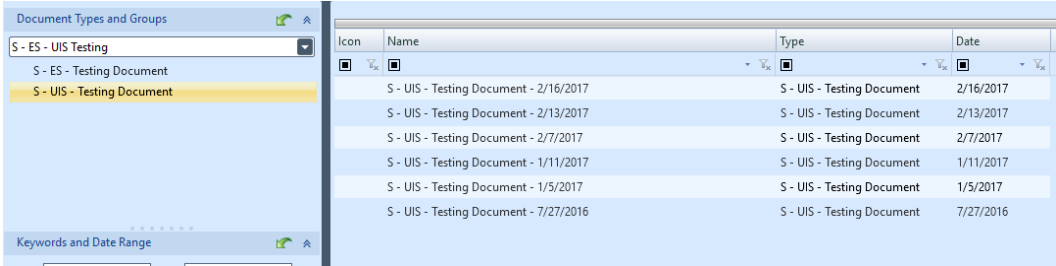 Document Types and Groups
S - ES - UIS Testing
S - ES - Testing Document
S - UIS - Testing Document
Keywords and Date Range
Icon Name Type Date
S - UIS - Testing Document - 2/16/2017 S - UIS - Testing Document 2/16/2017
S - UIS - Testing Document - 2/13/2017 S - UIS - Testing Document 2/13/2017
S - UIS - Testing Document - 2/7/2017 S - UIS - Testing Document 2/7/2017
S - UIS - Testing Document - 1/11/2017 S - UIS - Testing Document 1/11/2017
S - UIS - Testing Document - 1/5/2017 S - UIS - Testing Document 1/5/2017
S - UIS - Testing Document - 7/27/2016 S - UIS - Testing Document 7/27/2016